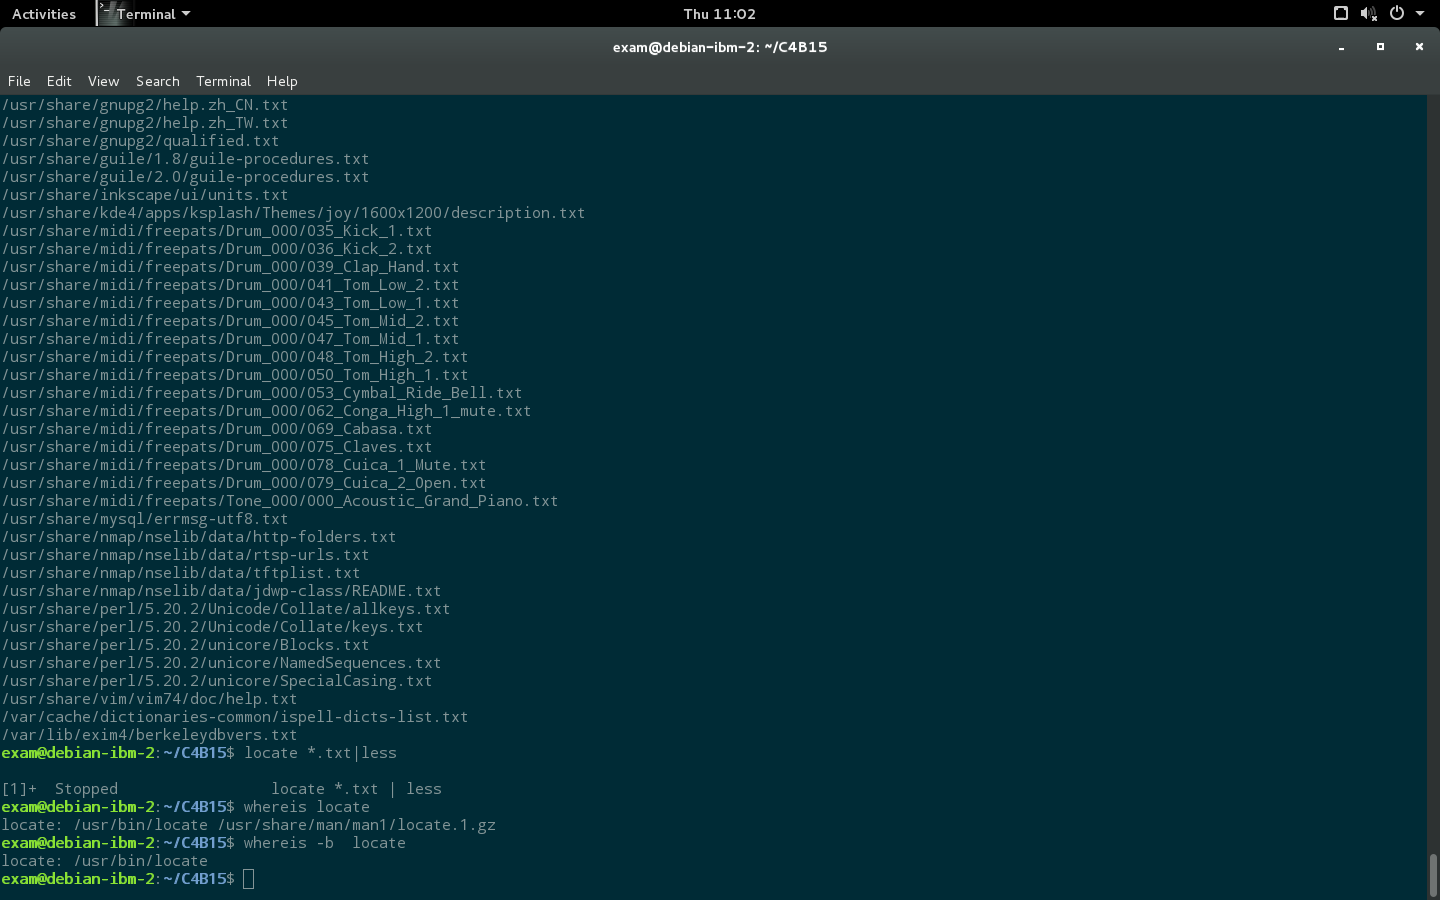 Activities Terminal Thu 11:02
exam@debian-ibm-2: ~/C4B15
File Edit View Search Terminal Help
/usr/share/gnupg2/help.zh_CN.txt
/usr/share/gnupg2/help.zh_TW.txt
/usr/share/gnupg2/qualified.txt
/usr/share/guile/1.8/guile-procedures.txt
/usr/share/guile/2.0/guile-procedures.txt
/usr/share/inkscape/ui/units.txt
/usr/share/kde4/apps/ksplash/Themes/joy/1600x1200/description.txt
/usr/share/midi/freepats/Drum_000/035_Kick_1.txt
/usr/share/midi/freepats/Drum_000/036_Kick_2.txt
/usr/share/midi/freepats/Drum_000/039_Clap_Hand.txt
/usr/share/midi/freepats/Drum_000/041_Tom_Low_2.txt
/usr/share/midi/freepats/Drum_000/043_Tom_Low_1.txt
/usr/share/midi/freepats/Drum_000/045_Tom_Mid_2.txt
/usr/share/midi/freepats/Drum_000/047_Tom_Mid_1.txt
/usr/share/midi/freepats/Drum_000/048_Tom_High_2.txt
/usr/share/midi/freepats/Drum_000/050_Tom_High_1.txt
/usr/share/midi/freepats/Drum_000/053_Cymbal_Ride_Bell.txt
/usr/share/midi/freepats/Drum_000/062_Conga_High_1_mute.txt
/usr/share/midi/freepats/Drum_000/069_Cabasa.txt
/usr/share/midi/freepats/Drum_000/075_Claves.txt
/usr/share/midi/freepats/Drum_000/078_Cuica_1_Mute.txt
/usr/share/midi/freepats/Drum_000/079_Cuica_2_Open.txt
/usr/share/midi/freepats/Tone_000/000_Acoustic_Grand_Piano.txt
/usr/share/mysql/errmsg-utf8.txt
/usr/share/nmap/nselib/data/http-folders.txt
/usr/share/nmap/nselib/data/rtsp-urls.txt
/usr/share/nmap/nselib/data/tftplist.txt
/usr/share/nmap/nselib/data/jdwp-class/README.txt
/usr/share/perl/5.20.2/Unicode/Collate/allkeys.txt
/usr/share/perl/5.20.2/Unicode/Collate/keys.txt
/usr/share/perl/5.20.2/unicore/Blocks.txt
/usr/share/perl/5.20.2/unicore/NamedSequences.txt
/usr/share/perl/5.20.2/unicore/SpecialCasing.txt
/usr/share/vim/vim74/doc/help.txt
/var/cache/dictionaries-common/ispell-dicts-list.txt
/var/lib/exim4/berkeleydbvers.txt
exam@debian-ibm-2:~/C4B15$ locate *.txt|less
[1]+  Stopped                 locate *.txt | less
exam@debian-ibm-2:~/C4B15$ whereis locate
locate: /usr/bin/locate /usr/share/man/man1/locate.1.gz
exam@debian-ibm-2:~/C4B15$ whereis -b  locate
locate: /usr/bin/locate
exam@debian-ibm-2:~/C4B15$